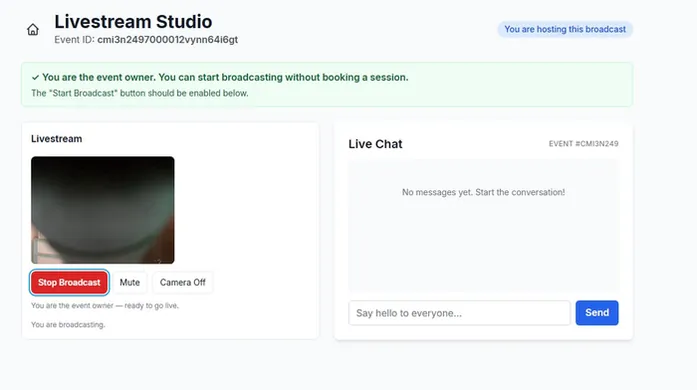 Livestream Studio
Event ID: cmi3n2497000012vynn64i6gt
You are hosting this broadcast
✓ You are the event owner. You can start broadcasting without booking a session.
The "Start Broadcast" button should be enabled below.
Livestream
Stop Broadcast
Mute
Camera Off
You are the event owner — ready to go live.
You are broadcasting.
Live Chat
EVENT #CMI3N249
No messages yet. Start the conversation!
Say hello to everyone...
Send